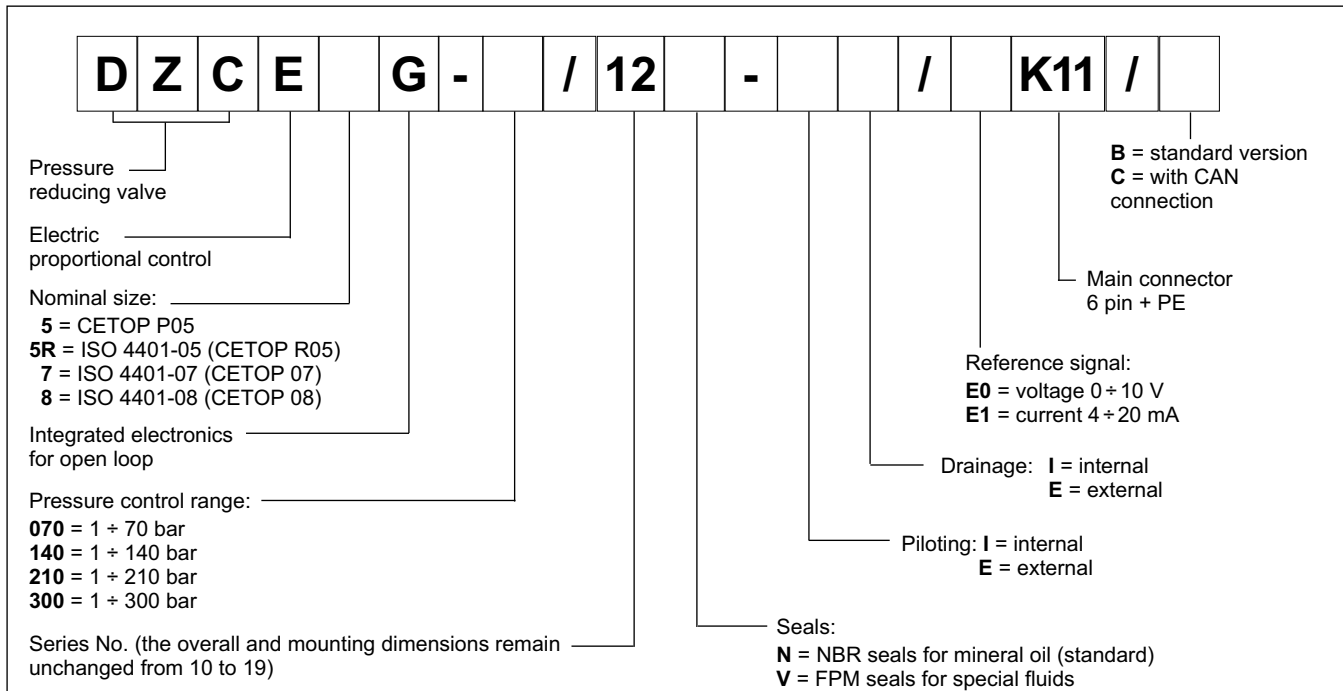 D Z C E G - / 12 - / K11 /
Pressure
reducing valve
Electric
proportional control
Nominal size:
5 = CETOP P05
5R = ISO 4401-05 (CETOP R05)
7 = ISO 4401-07 (CETOP 07)
8 = ISO 4401-08 (CETOP 08)
Integrated electronics
for open loop
Pressure control range:
070 = 1 ÷ 70 bar
140 = 1 ÷ 140 bar
210 = 1 ÷ 210 bar
300 = 1 ÷ 300 bar
Series No. (the overall and mounting dimensions remain
unchanged from 10 to 19)
B = standard version
C = with CAN
connection
Main connector
6 pin + PE
Reference signal:
E0 = voltage 0 ÷ 10 V
E1 = current 4 ÷ 20 mA
Drainage: I = internal
E = external
Piloting: I = internal
E = external
Seals:
N = NBR seals for mineral oil (standard)
V = FPM seals for special fluids